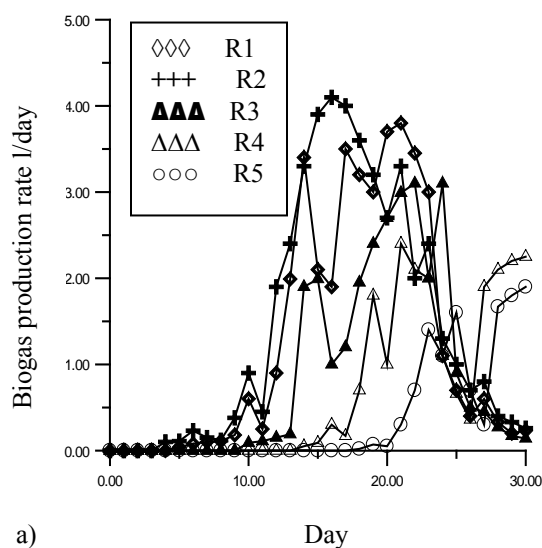 5.00
4.00
3.00
2.00
1.00
0.00
Biogas production rate l/day
◊◊◊ R1
+++ R2
ΔΔΔ R3
△△△ R4
○○○ R5
0.00 10.00 20.00 30.00
a) Day